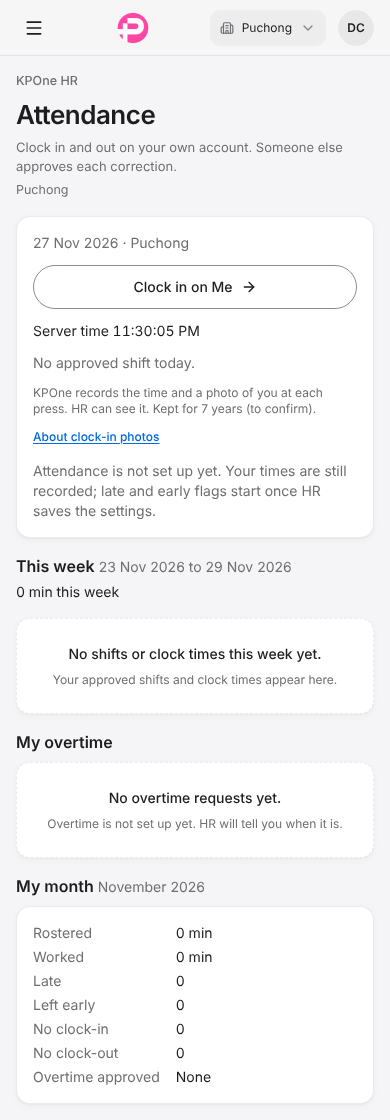 Puchong
DC
KPOne HR
Attendance
Clock in and out on your own account. Someone else
approves each correction.
Puchong
27 Nov 2026 · Puchong
Clock in on Me →
Server time 11:30:05 PM
No approved shift today.
KPOne records the time and a photo of you at each
press. HR can see it. Kept for 7 years (to confirm).
About clock-in photos
Attendance is not set up yet. Your times are still
recorded; late and early flags start once HR
saves the settings.
This week 23 Nov 2026 to 29 Nov 2026
0 min this week
No shifts or clock times this week yet.
Your approved shifts and clock times appear here.
My overtime
No overtime requests yet.
Overtime is not set up yet. HR will tell you when it is.
My month November 2026
Rostered 0 min
Worked 0 min
Late 0
Left early 0
No clock-in 0
No clock-out 0
Overtime approved None